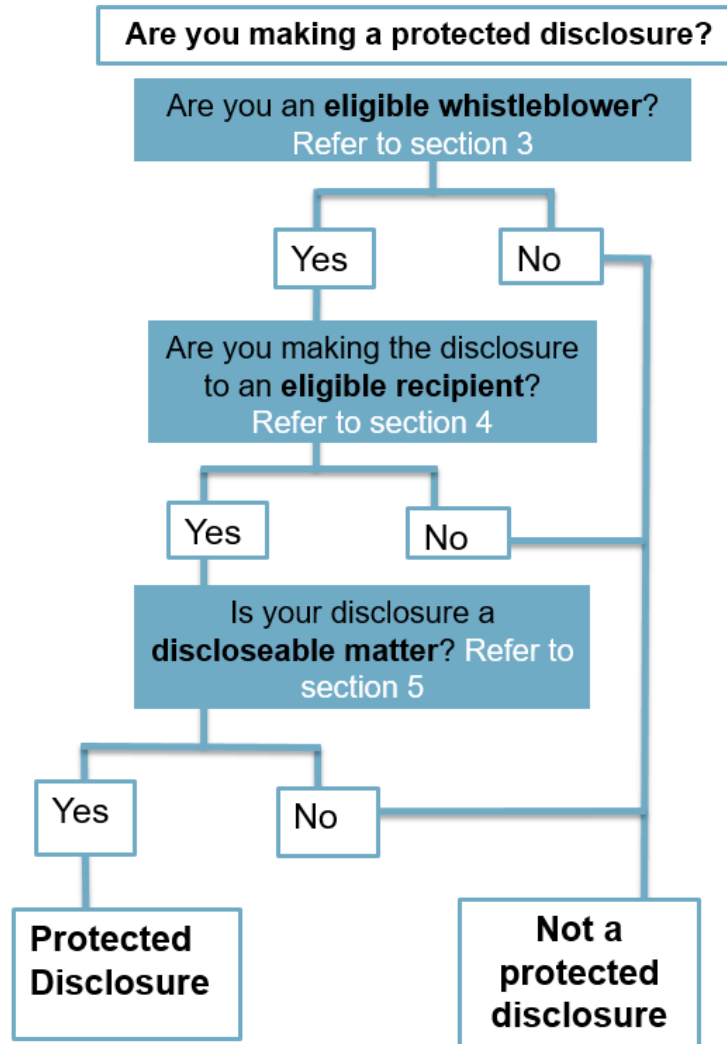 Are you making a protected disclosure?
Are you an eligible whistleblower?
Refer to section 3
Yes
No
Are you making the disclosure
to an eligible recipient?
Refer to section 4
Yes
No
Is your disclosure a
discloseable matter? Refer to
section 5
Yes
No
Protected
Disclosure
Not a
protected
disclosure